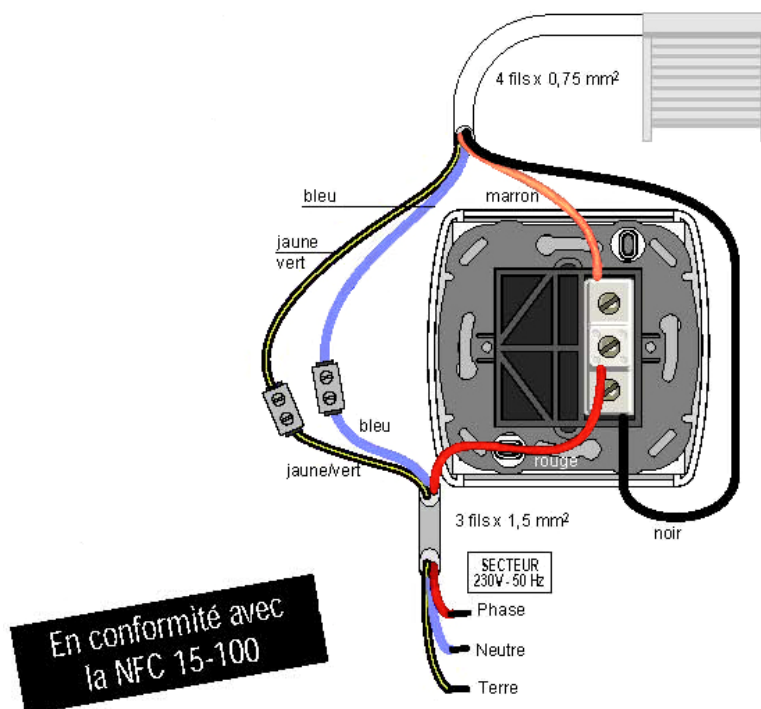 4 fils x 0,75 mm²
bleu
marron
jaune
vert
bleu
jaune/vert
rouge
3 fils x 1,5 mm²
noir
SECTEUR
230V - 50 Hz
Phase
Neutre
Terre
En conformité avec
la NFC 15-100